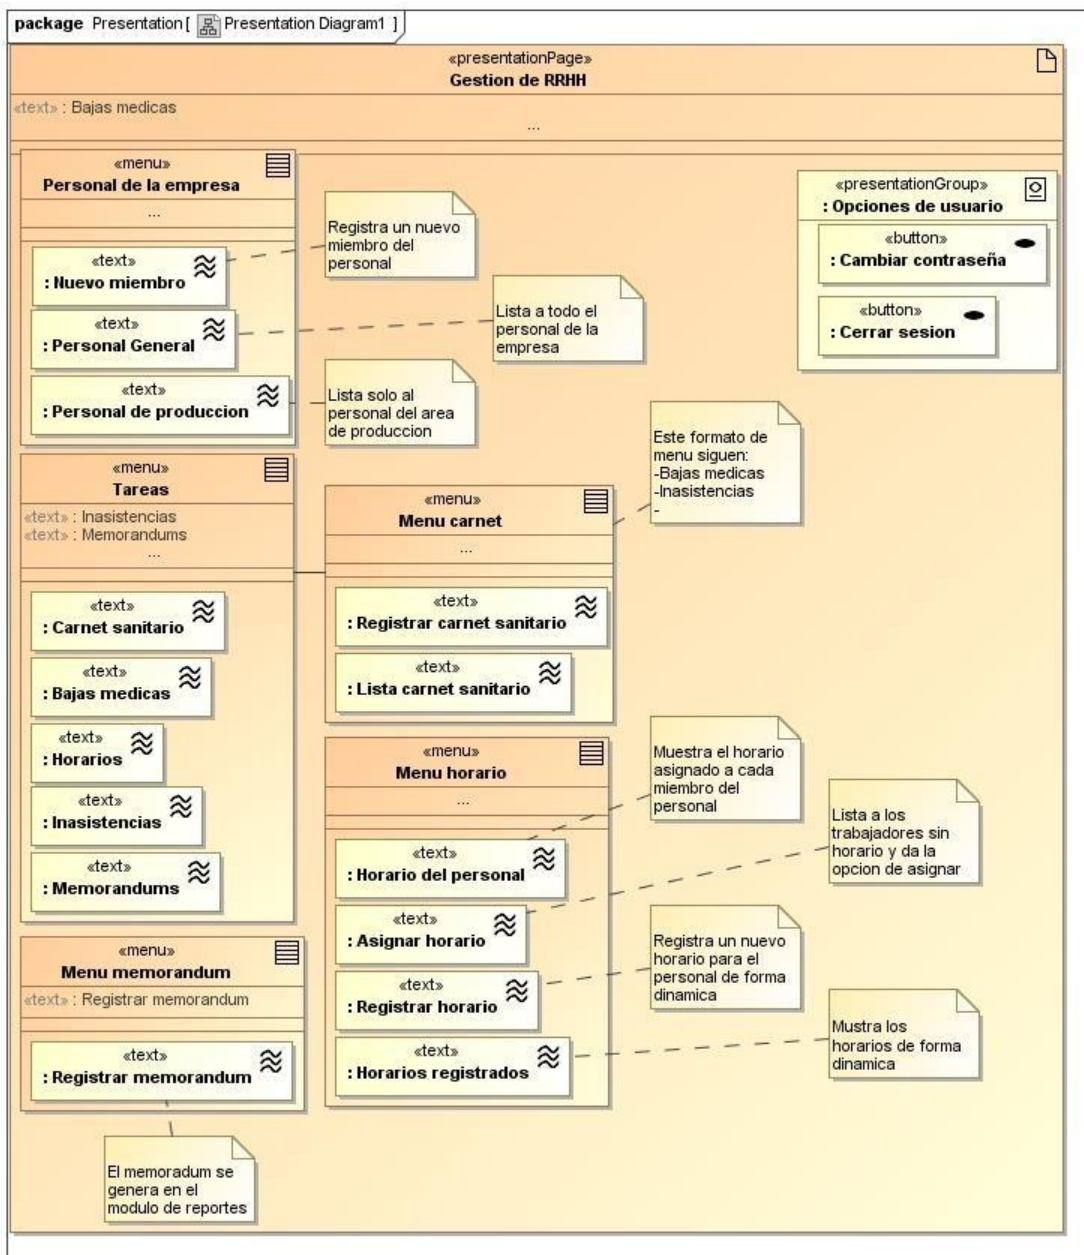 package Presentation [ Presentation Diagram1 ]
«presentationPage»
Gestion de RRHH
«text» : Bajas medicas
...
«menu»
Personal de la empresa
...
«text»
: Nuevo miembro
«text»
: Personal General
«text»
: Personal de produccion
Registra un nuevo
miembro del
personal
Lista a todo el
personal de la
empresa
Lista solo al
personal del area
de produccion
«presentationGroup»
: Opciones de usuario
«button»
: Cambiar contraseña
«button»
: Cerrar sesion
Este formato de
menu siguen:
-Bajas medicas
-Inasistencias
-
«menu»
Tareas
«text» : Inasistencias
«text» : Memorandums
...
«text»
: Carnet sanitario
«text»
: Bajas medicas
«text»
: Horarios
«text»
: Inasistencias
«text»
: Memorandums
«menu»
Menu carnet
...
«text»
: Registrar carnet sanitario
«text»
: Lista carnet sanitario
«menu»
Menu horario
...
«text»
: Horario del personal
«text»
: Asignar horario
«text»
: Registrar horario
«text»
: Horarios registrados
Muestra el horario
asignado a cada
miembro del
personal
Lista a los
trabajadores sin
horario y da la
opcion de asignar
Registra un nuevo
horario para el
personal de forma
dinamica
Mustra los
horarios de forma
dinamica
«menu»
Menu memorandum
«text» : Registrar memorandum
«text»
: Registrar memorandum
El memoradum se
genera en el
modulo de reportes